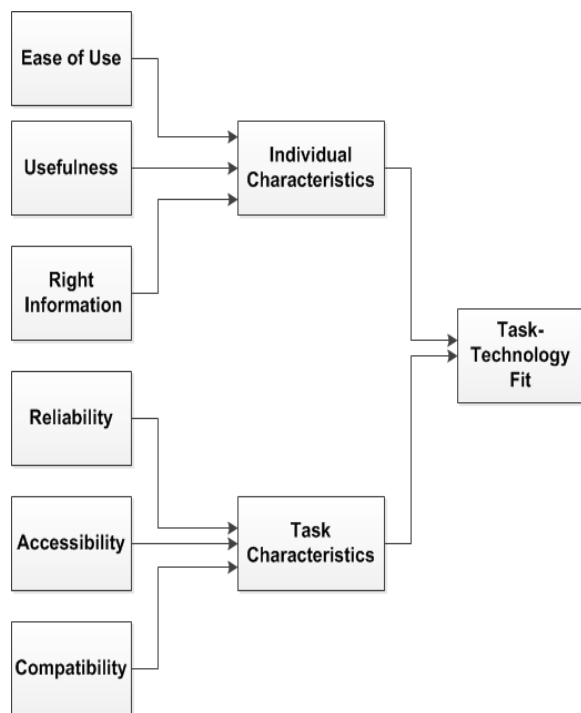 Ease of Use
Usefulness
Right
Information
Reliability
Accessibility
Compatibility
Individual
Characteristics
Task
Characteristics
Task-
Technology
Fit